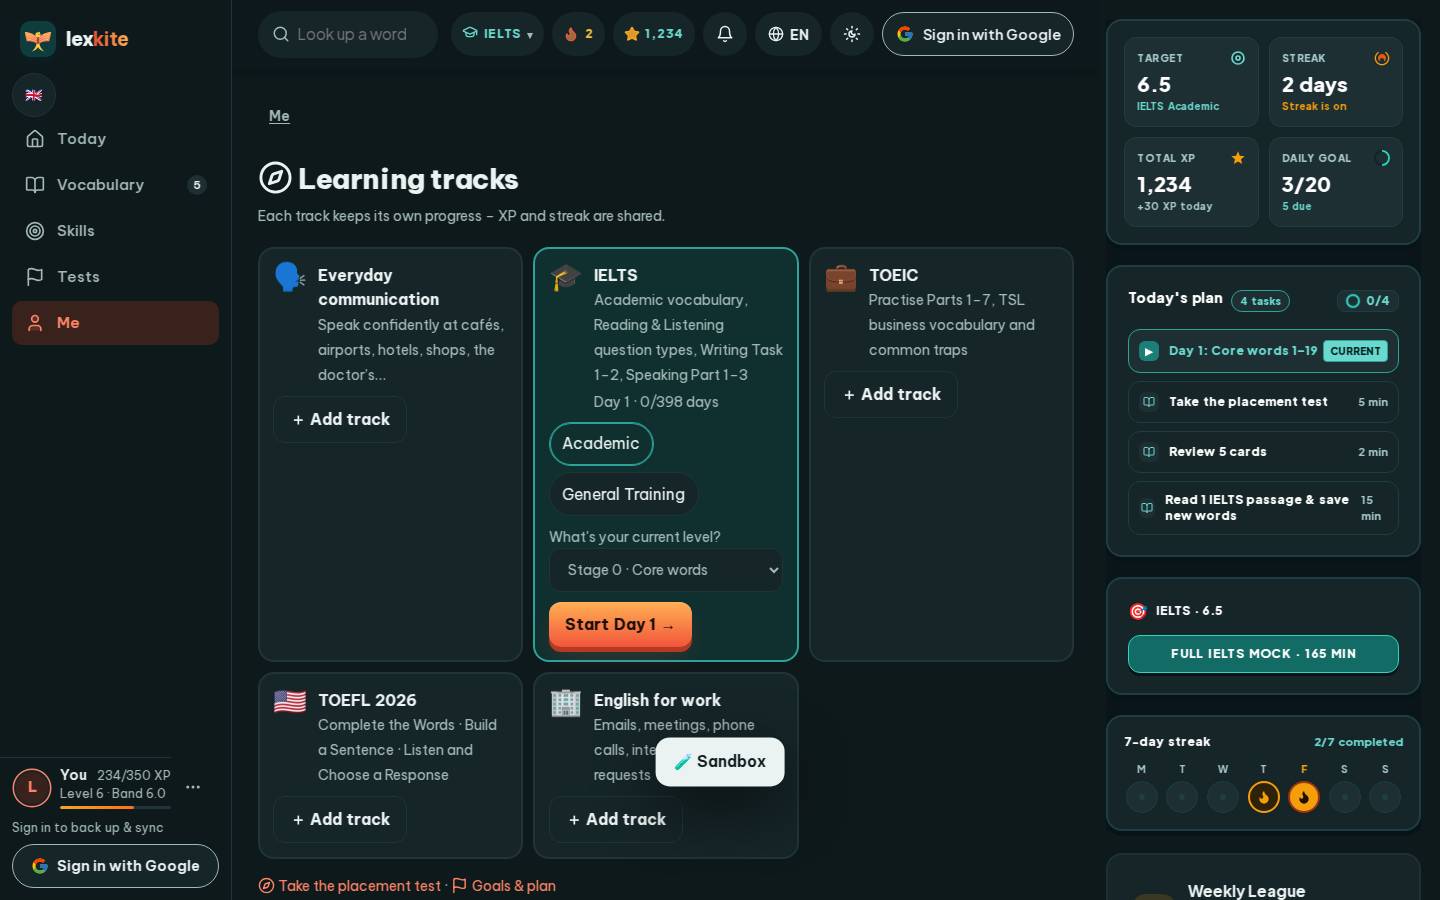 lexkite
Today
Vocabulary 5
Skills
Tests
Me
You 234/350 XP
L
Level 6 · Band 6.0
Sign in to back up & sync
Sign in with Google
Look up a word
IELTS
2
1,234
EN
Sign in with Google
Me
Learning tracks
Each track keeps its own progress – XP and streak are shared.
Everyday
communication
Speak confidently at cafés,
airports, hotels, shops, the
doctor's…
+ Add track
IELTS
Academic vocabulary,
Reading & Listening
question types, Writing Task
1–2, Speaking Part 1–3
Day 1 · 0/398 days
Academic
General Training
What's your current level?
Stage 0 · Core words
Start Day 1 →
TOEIC
Practise Parts 1–7, TSL
business vocabulary and
common traps
+ Add track
TOEFL 2026
Complete the Words · Build
a Sentence · Listen and
Choose a Response
+ Add track
English for work
Emails, meetings, phone
calls, inte
requests
+ Add track
Sandbox
Take the placement test · Goals & plan
TARGET
6.5
IELTS Academic
STREAK
2 days
Streak is on
TOTAL XP
1,234
+30 XP today
DAILY GOAL
3/20
5 due
Today's plan 4 tasks 0/4
Day 1: Core words 1–19 CURRENT
Take the placement test 5 min
Review 5 cards 2 min
Read 1 IELTS passage & save 15
new words min
IELTS · 6.5
FULL IELTS MOCK · 165 MIN
7-day streak 2/7 completed
M T W T F S S
Weekly League